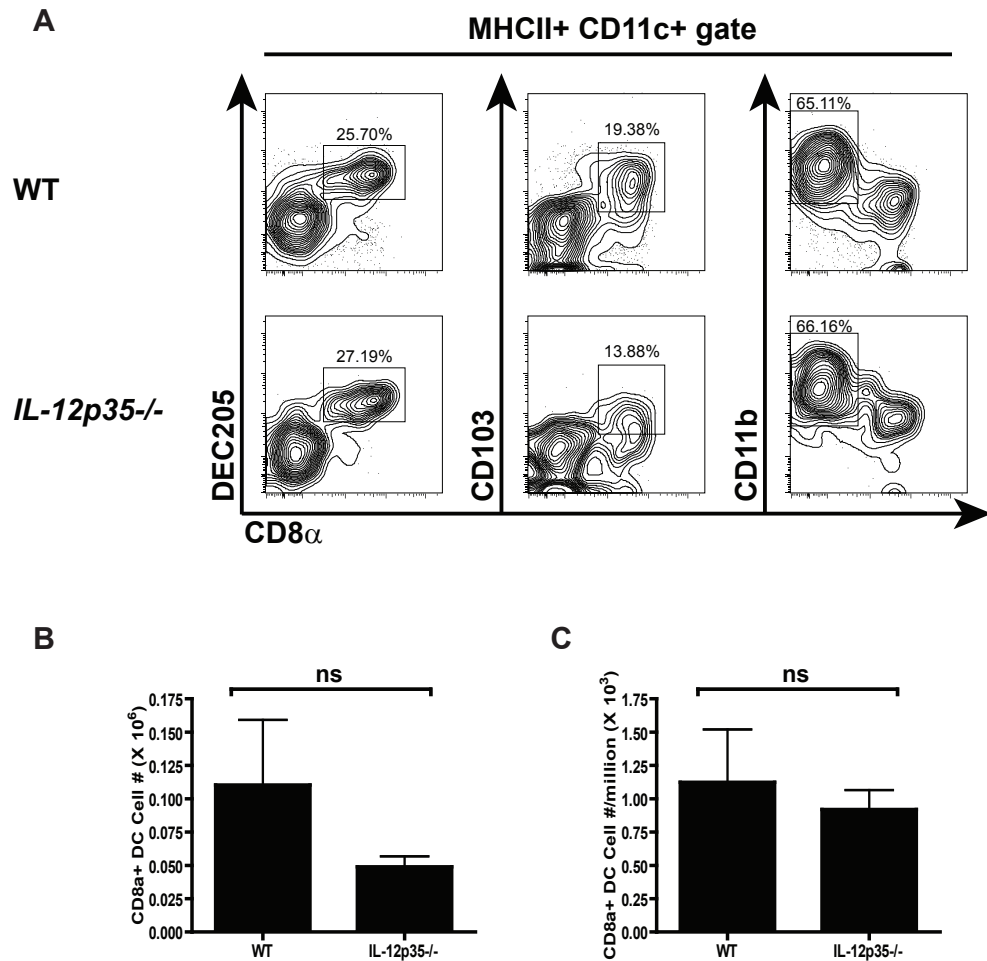 A
MHCII+ CD11c+ gate
WT
25.70%
19.38%
65.11%
IL-12p35-/-
27.19%
13.88%
66.16%
DEC205
CD103
CD11b
CD8α
B
ns
CD8a+ DC Cell # (X 10⁶)
0.175
0.150
0.125
0.100
0.075
0.050
0.025
0.000
WT
IL-12p35-/-
C
ns
CD8a+ DC Cell #/million (X 10³)
1.75
1.50
1.25
1.00
0.75
0.50
0.25
0.00
WT
IL-12p35-/-